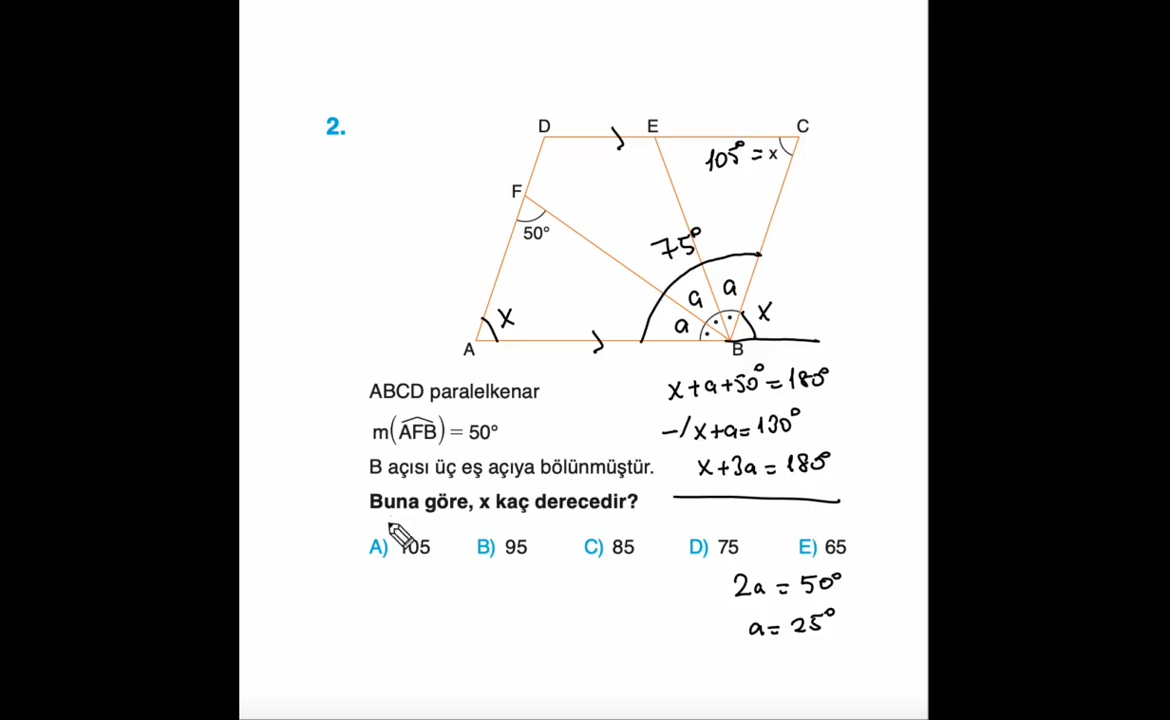 2.
D E C
105° = x
F
50°
75°
a a
a x
x
A B
ABCD paralelkenar
x+a+50°=180°
m(AFB) = 50°
-/x+a=130°
B açısı üç eş açıya bölünmüştür.
x+3a=180°
Buna göre, x kaç derecedir?
A) 105 B) 95 C) 85 D) 75 E) 65
2a = 50°
a= 25°